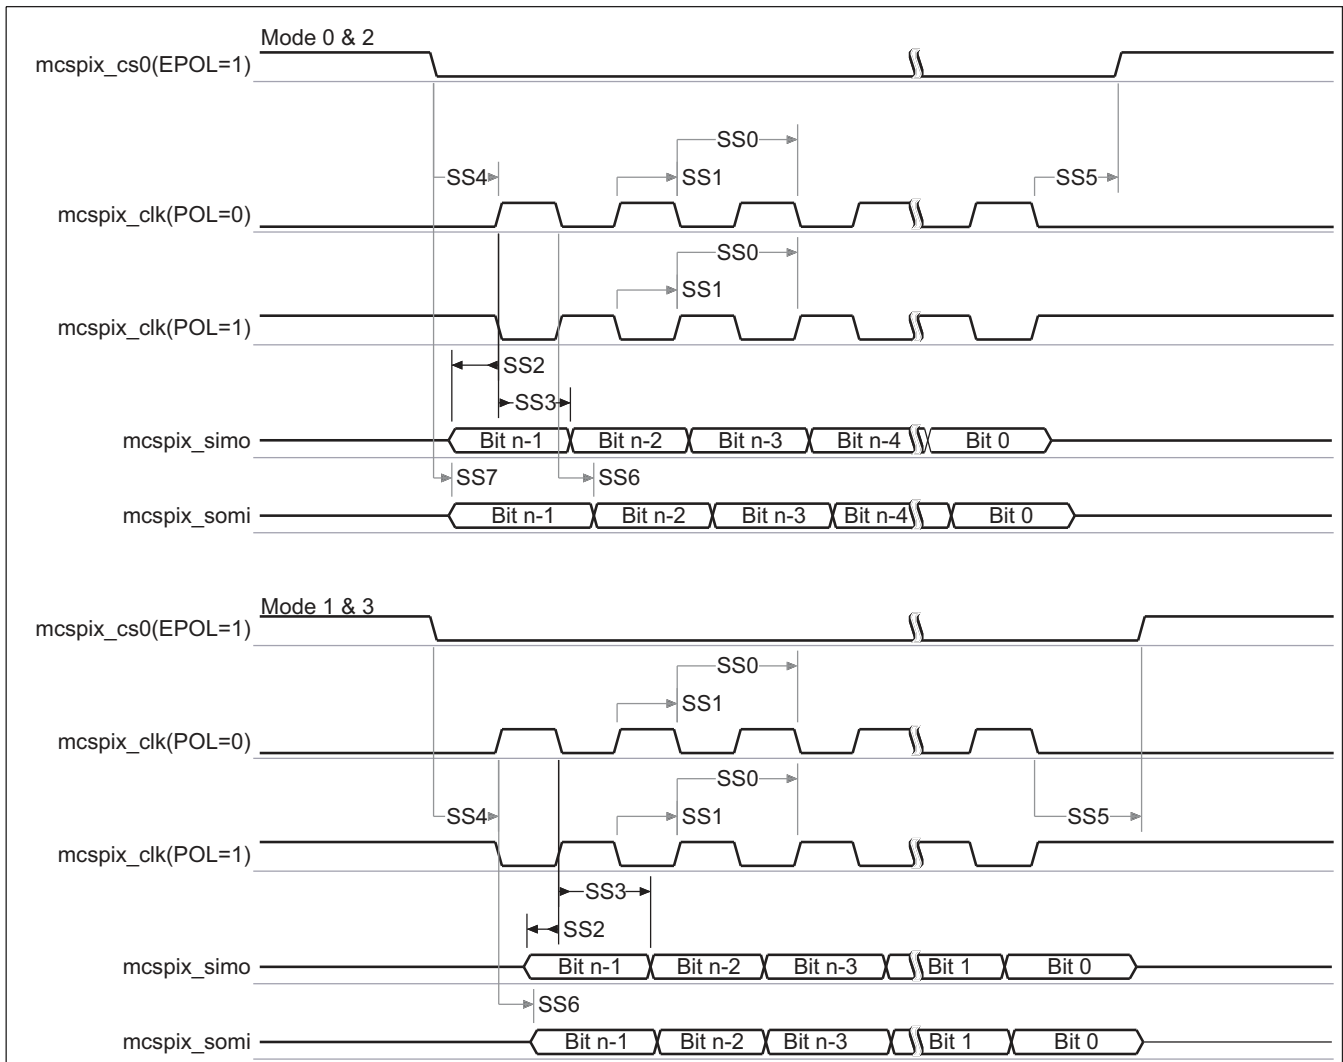 Mode 0 & 2
mcspix_cs0(EPOL=1)
SS0
SS4 SS1 SS5
mcspix_clk(POL=0)
SS0
SS1
mcspix_clk(POL=1)
SS2
SS3
mcspix_simo Bit n-1 Bit n-2 Bit n-3 Bit n-4 Bit 0
SS7 SS6
mcspix_somi Bit n-1 Bit n-2 Bit n-3 Bit n-4 Bit 0
Mode 1 & 3
mcspix_cs0(EPOL=1)
SS0
SS1
mcspix_clk(POL=0)
SS0
SS4 SS1 SS5
mcspix_clk(POL=1)
SS3
SS2
mcspix_simo Bit n-1 Bit n-2 Bit n-3 Bit 1 Bit 0
SS6
mcspix_somi Bit n-1 Bit n-2 Bit n-3 Bit 1 Bit 0